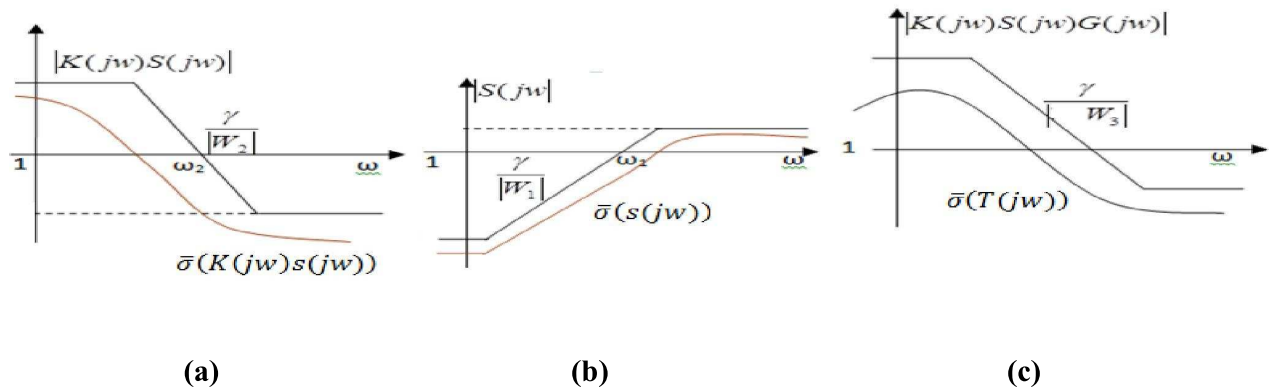 |K(jw)S(jw)|
γ
|W₂|
1
ω₂
ω
σ̄(K(jw)s(jw))
(a)
|S(jw|
γ
|W₁|
1
ω₁
ω
σ̄(s(jw))
(b)
|K(jw)S(jw)G(jw)|
γ
| W₃|
1
ω
σ̄(T(jw))
(c)